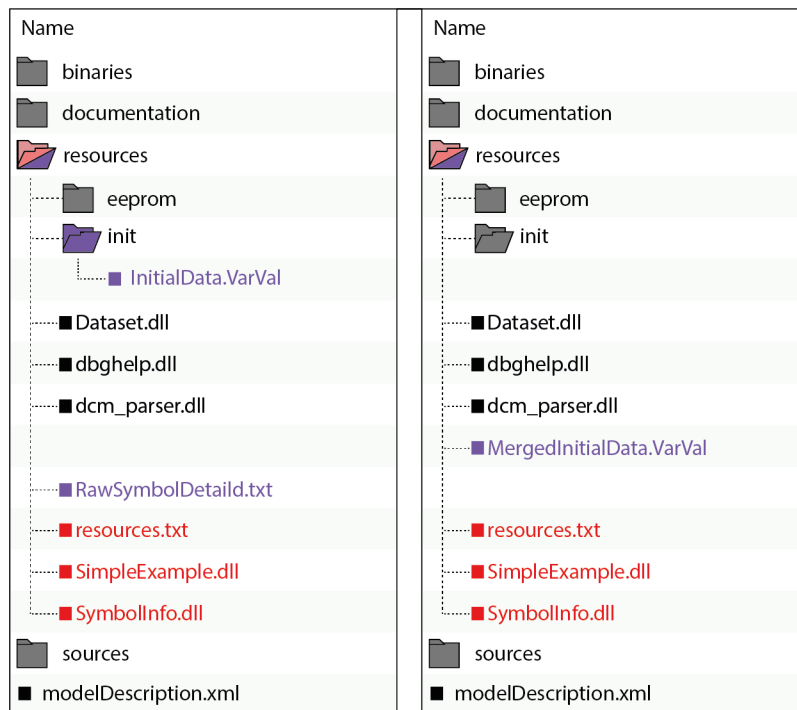 Name
binaries
documentation
resources
eeprom
init
InitialData.VarVal
Dataset.dll
dbghelp.dll
dcm_parser.dll
RawSymbolDetaild.txt
resources.txt
SimpleExample.dll
SymbolInfo.dll
sources
modelDescription.xml
Name
binaries
documentation
resources
eeprom
init
Dataset.dll
dbghelp.dll
dcm_parser.dll
MergedInitialData.VarVal
resources.txt
SimpleExample.dll
SymbolInfo.dll
sources
modelDescription.xml